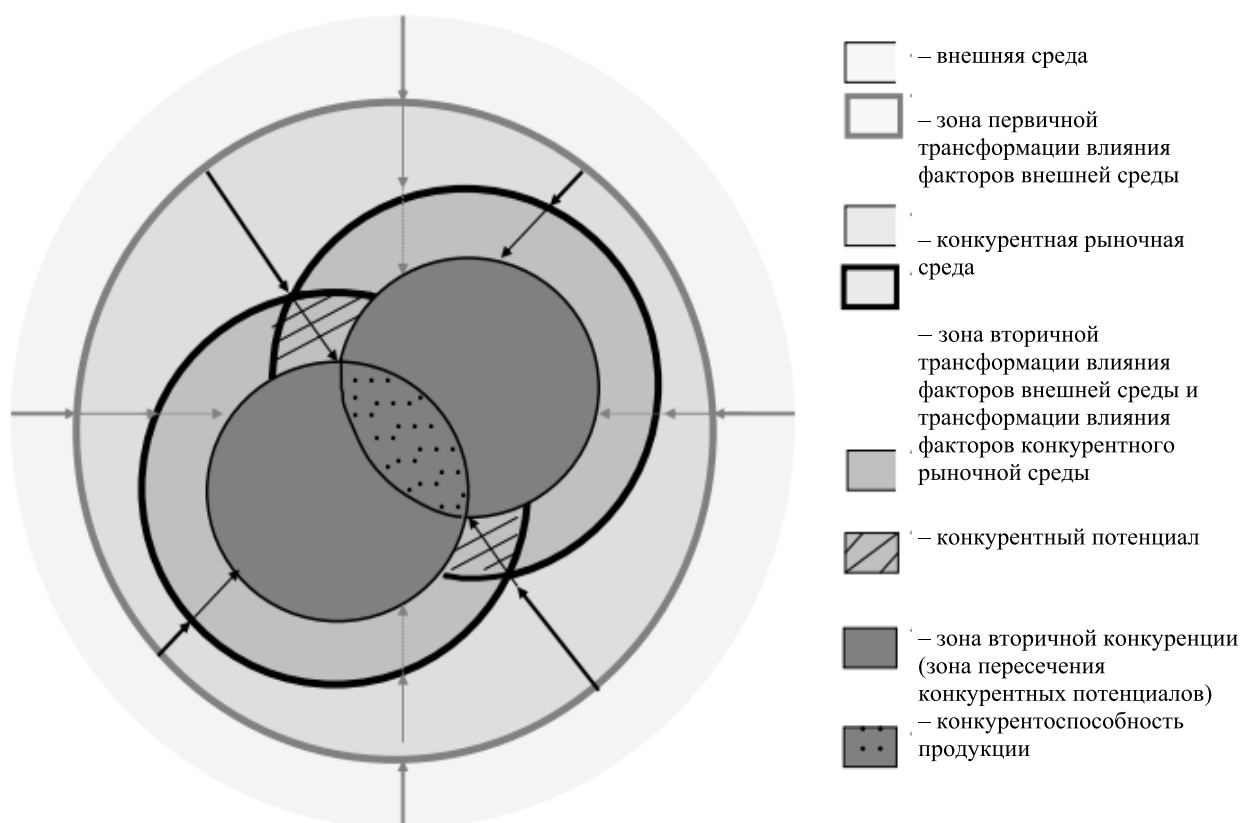 – внешняя среда
– зона первичной
трансформации влияния
факторов внешней среды
– конкурентная рыночная
среда
– зона вторичной
трансформации влияния
факторов внешней среды и
трансформации влияния
факторов конкурентного
рыночной среды
– конкурентный потенциал
– зона вторичной конкуренции
(зона пересечения
конкурентных потенциалов)
– конкурентоспособность
продукции